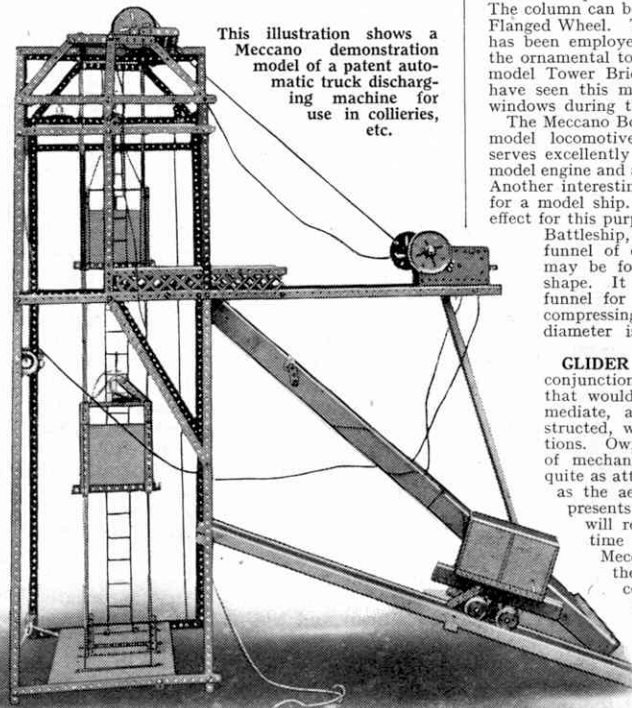 This illustration shows a
Meccano demonstration
model of a patent auto-
matic truck discharg-
ing machine for
use in collieries,
etc.
The column can b
Flanged Wheel.
has been employe
the ornamental to
model Tower Brid
have seen this m
windows during t
The Meccano Bo
model locomotive
serves excellently
model engine and
Another interestin
for a model ship.
effect for this purp
Battleship,
funnel of
may be fo
shape. It
funnel for
compressing
diameter i
GLIDER
conjunction
that would
mediate, a
structed, w
tions. Ow
of mechan
quite as att
as the ae
presents
will re
time
Mecc
the
co